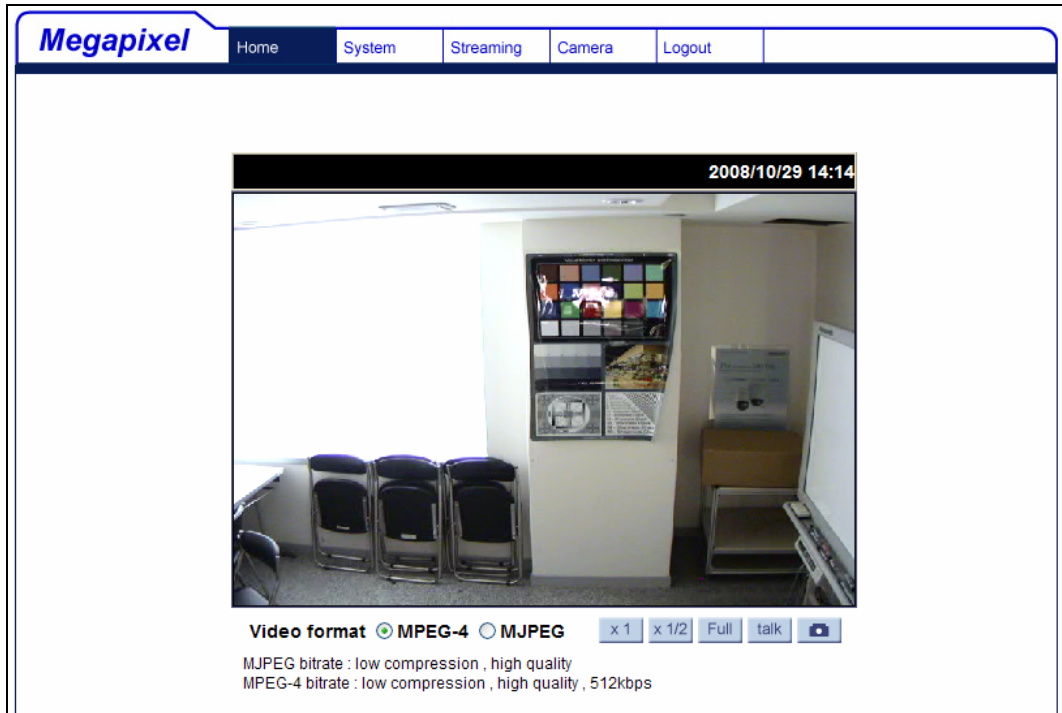 Megapixel
Home System Streaming Camera Logout
2008/10/29 14:14
Video format MPEG-4 MJPEG x 1 x 1/2 Full talk
MJPEG bitrate : low compression , high quality
MPEG-4 bitrate : low compression , high quality , 512kbps